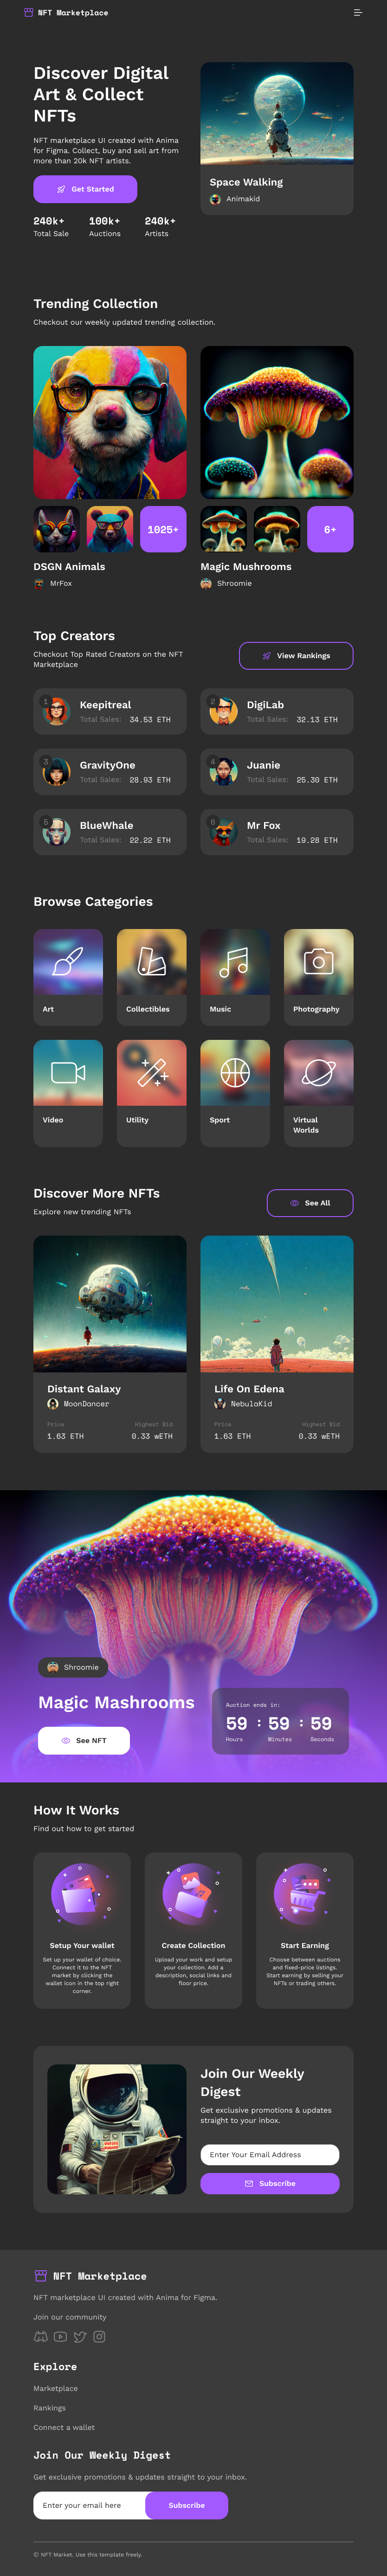 NFT Marketplace
Discover Digital
Art & Collect
NFTs
NFT marketplace UI created with Anima
for Figma. Collect, buy and sell art from
more than 20k NFT artists.
Get Started
240k+
Total Sale
100k+
Auctions
240k+
Artists
Space Walking
Animakid
Trending Collection
Checkout our weekly updated trending collection.
1025+
DSGN Animals
MrFox
6+
Magic Mushrooms
Shroomie
Top Creators
Checkout Top Rated Creators on the NFT
Marketplace
View Rankings
1
Keepitreal
Total Sales: 34.53 ETH
2
DigiLab
Total Sales: 32.13 ETH
3
GravityOne
Total Sales: 28.93 ETH
4
Juanie
Total Sales: 25.30 ETH
5
BlueWhale
Total Sales: 22.22 ETH
6
Mr Fox
Total Sales: 19.28 ETH
Browse Categories
Art
Collectibles
Music
Photography
Video
Utility
Sport
Virtual
Worlds
Discover More NFTs
Explore new trending NFTs
See All
Distant Galaxy
MoonDancer
Price
Highest Bid
1.63 ETH
0.33 wETH
Life On Edena
NebulaKid
Price
Highest Bid
1.63 ETH
0.33 wETH
Shroomie
Magic Mashrooms
See NFT
Auction ends in:
59 : 59 : 59
Hours Minutes Seconds
How It Works
Find out how to get started
Setup Your wallet
Set up your wallet of choice.
Connect it to the NFT
market by clicking the
wallet icon in the top right
corner.
Create Collection
Upload your work and setup
your collection. Add a
description, social links and
floor price.
Start Earning
Choose between auctions
and fixed-price listings.
Start earning by selling your
NFTs or trading others.
Join Our Weekly
Digest
Get exclusive promotions & updates
straight to your inbox.
Enter Your Email Address
Subscribe
NFT Marketplace
NFT marketplace UI created with Anima for Figma.
Join our community
Explore
Marketplace
Rankings
Connect a wallet
Join Our Weekly Digest
Get exclusive promotions & updates straight to your inbox.
Enter your email here
Subscribe
© NFT Market. Use this template freely.